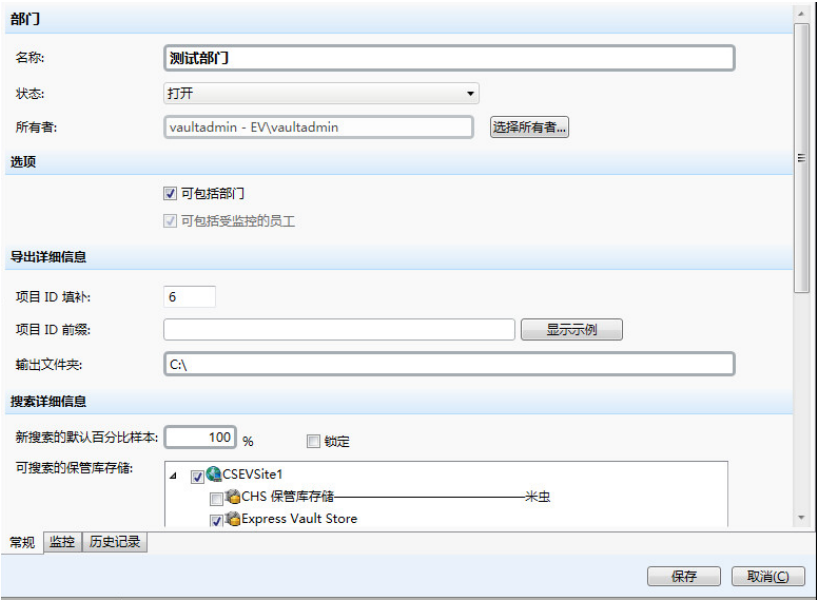 部门
名称: 测试部门
状态: 打开
所有者: vaultadmin - EV\vaultadmin 选择所有者...
选项
可包括部门
可包括受监控的员工
导出详细信息
项目 ID 填补: 6
项目 ID 前缀: 显示示例
输出文件夹: C:\
搜索详细信息
新搜索的默认百分比样本: 100 % 锁定
可搜索的保管库存储: CSEVSite1
CHS 保管库存储————————————米虫
Express Vault Store
常规 监控 历史记录
保存 取消(C)